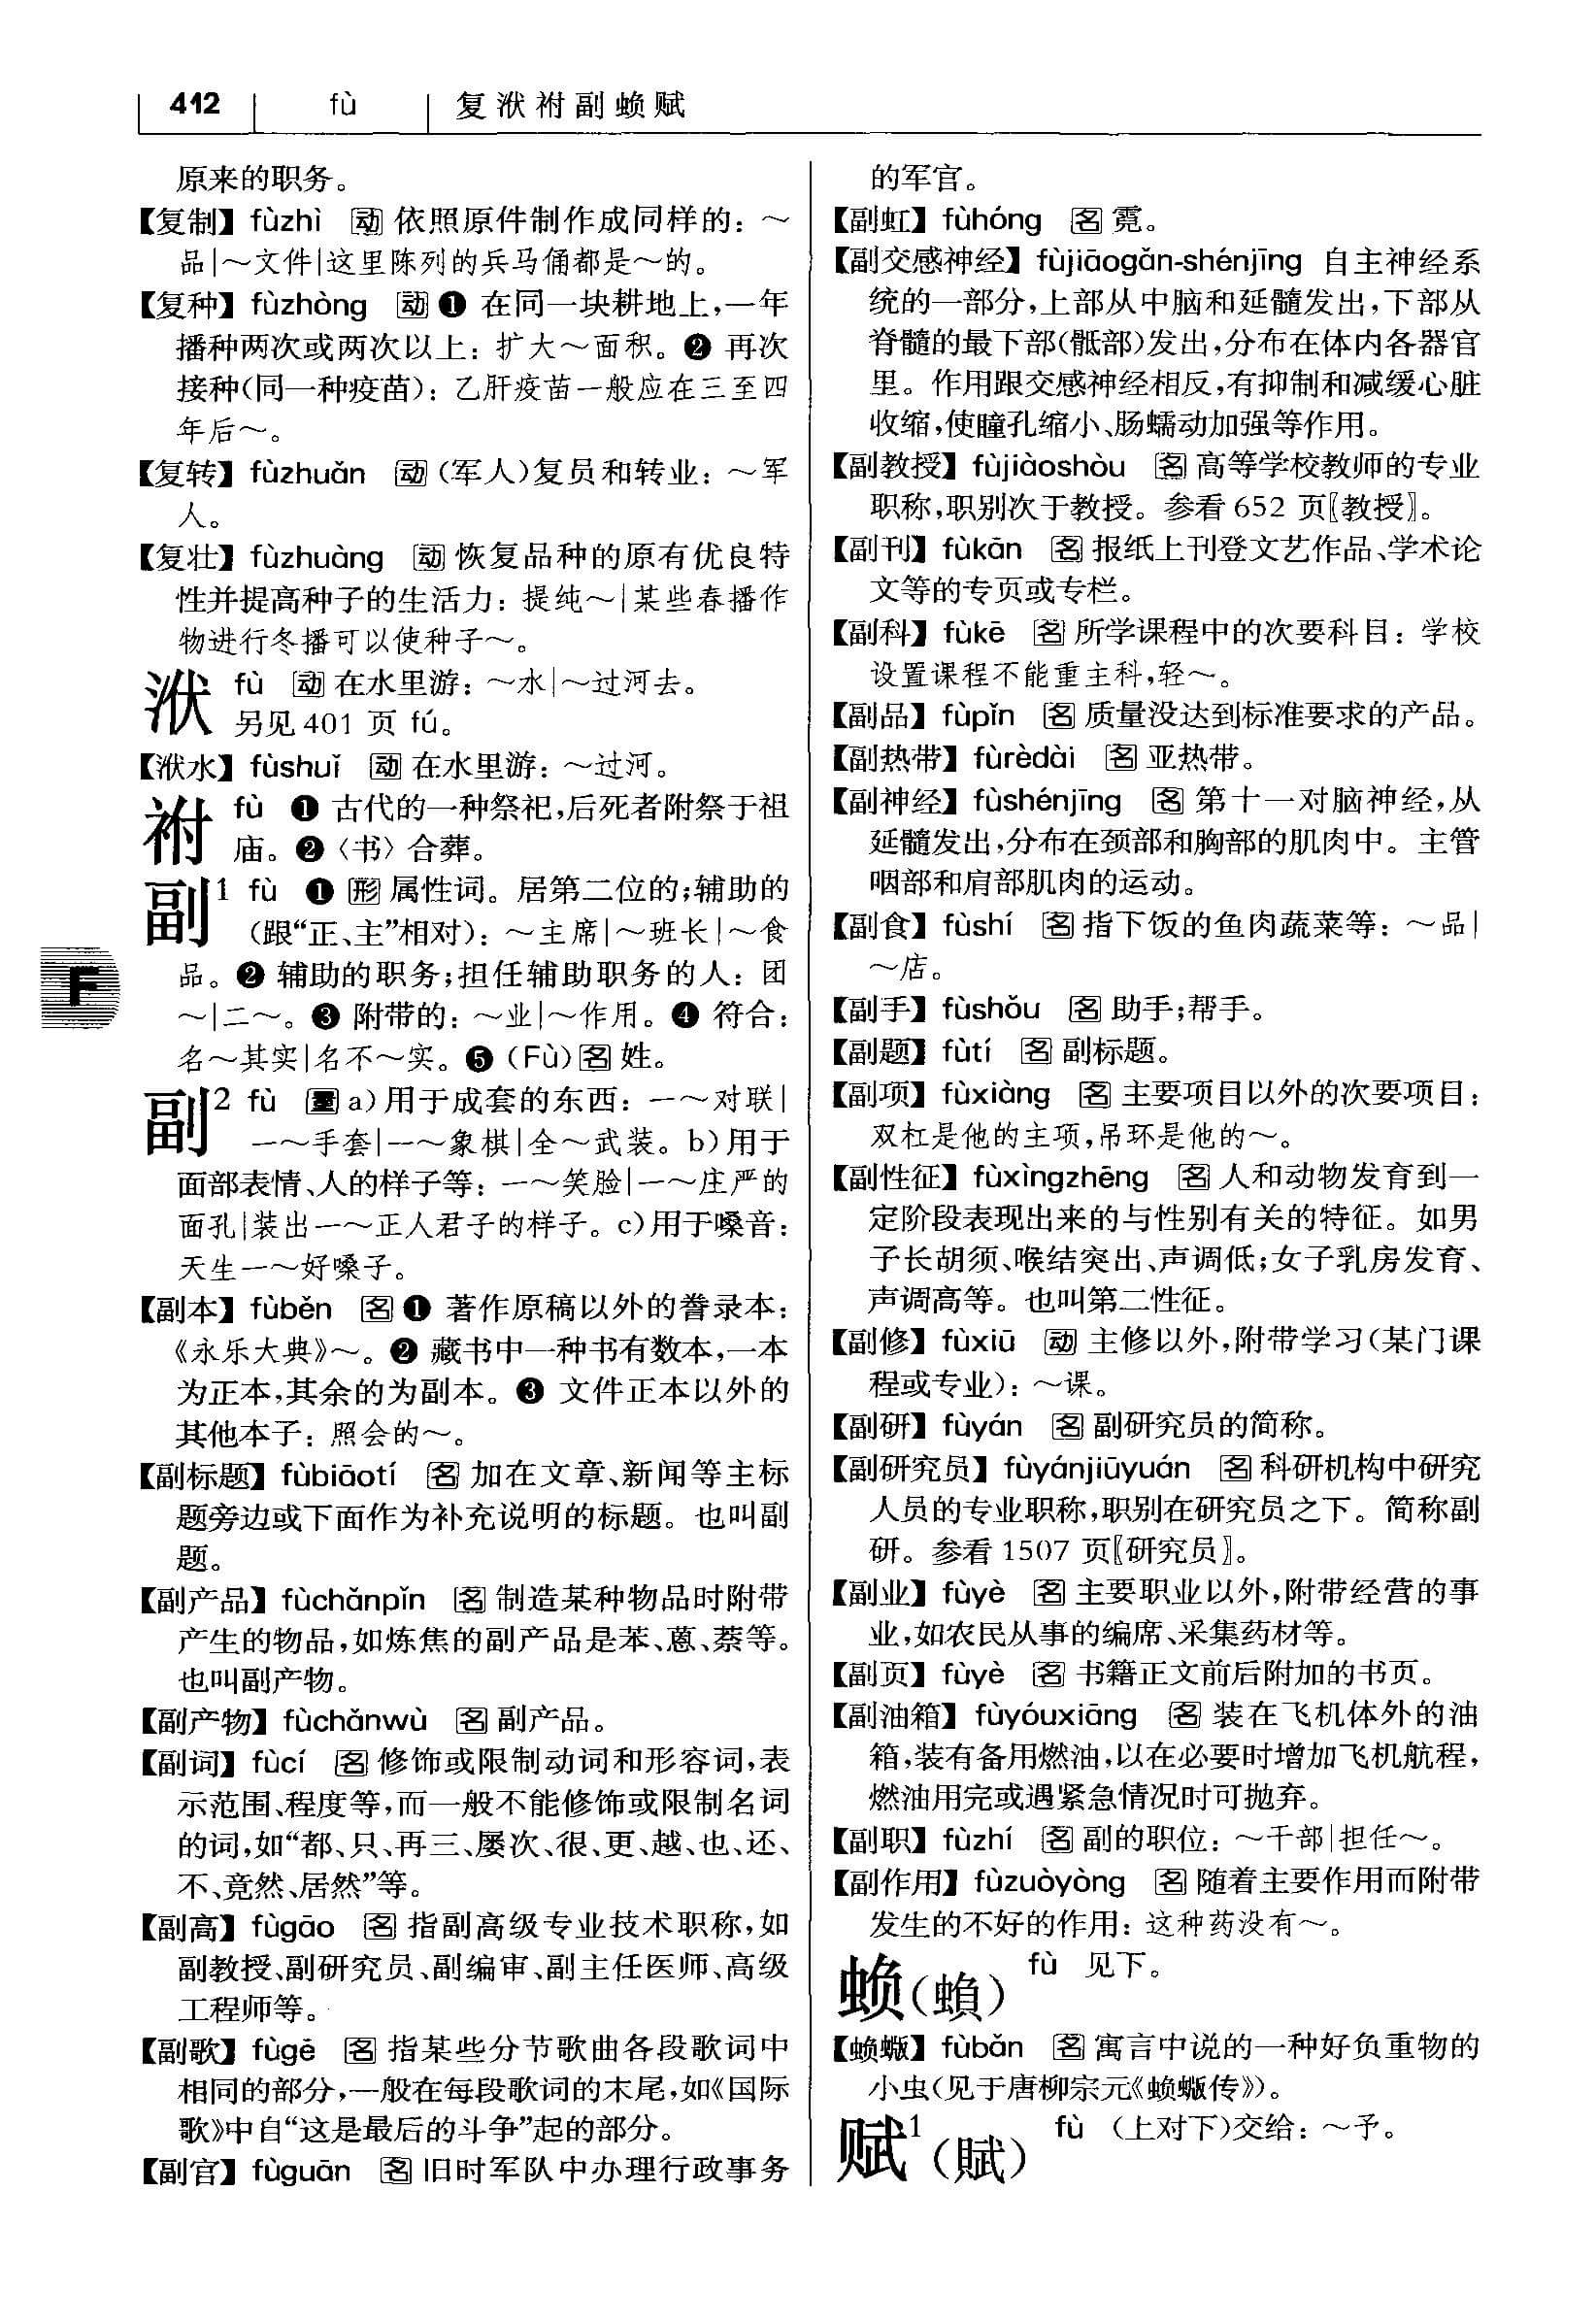 412 fù 复洑祔副蝜赋
原来的职务。
【复制】 fùzhì 动 依照原件制作成同样的：～
品|～文件|这里陈列的兵马俑都是～的。
【复种】 fùzhòng 动 ❶ 在同一块耕地上，一年
播种两次或两次以上：扩大～面积。❷ 再次
接种(同一种疫苗)：乙肝疫苗一般应在三至四
年后～。
【复转】 fùzhuǎn 动 (军人)复员和转业：～军
人。
【复壮】 fùzhuàng 动 恢复品种的原有优良特
性并提高种子的生活力：提纯～|某些春播作
物进行冬播可以使种子～。
洑 fù 动 在水里游：～水|～过河去。
另见 401 页 fú。
【洑水】 fùshuǐ 动 在水里游：～过河。
祔 fù ❶ 古代的一种祭祀，后死者附祭于祖
庙。❷〈书〉合葬。
副1 fù ❶ 形 属性词。居第二位的；辅助的
(跟“正、主”相对)：～主席|～班长|～食
品。❷ 辅助的职务；担任辅助职务的人：团
～|二～。❸ 附带的：～业|～作用。❹ 符合：
名～其实|名不～实。❺ (Fù) 名 姓。
副2 fù 量 a)用于成套的东西：一～对联|
一～手套|一～象棋|全～武装。b)用于
面部表情、人的样子等：一～笑脸|一～庄严的
面孔|装出一～正人君子的样子。c)用于嗓音：
天生一～好嗓子。
【副本】 fùběn 名 ❶ 著作原稿以外的誊录本：
《永乐大典》～。❷ 藏书中一种书有数本，一本
为正本，其余的为副本。❸ 文件正本以外的
其他本子：照会的～。
【副标题】 fùbiāotí 名 加在文章、新闻等主标
题旁边或下面作为补充说明的标题。也叫副
题。
【副产品】 fùchǎnpǐn 名 制造某种物品时附带
产生的物品，如炼焦的副产品是苯、蒽、萘等。
也叫副产物。
【副产物】 fùchǎnwù 名 副产品。
【副词】 fùcí 名 修饰或限制动词和形容词，表
示范围、程度等，而一般不能修饰或限制名词
的词，如“都、只、再三、屡次、很、更、越、也、还、
不、竟然、居然”等。
【副高】 fùgāo 名 指副高级专业技术职称，如
副教授、副研究员、副编审、副主任医师、高级
工程师等。
【副歌】 fùgē 名 指某些分节歌曲各段歌词中
相同的部分，一般在每段歌词的末尾，如《国际
歌》中自“这是最后的斗争”起的部分。
【副官】 fùguān 名 旧时军队中办理行政事务
的军官。
【副虹】 fùhóng 名 霓。
【副交感神经】 fùjiāogǎn-shénjīng 自主神经系
统的一部分，上部从中脑和延髓发出，下部从
脊髓的最下部(骶部)发出，分布在体内各器官
里。作用跟交感神经相反，有抑制和减缓心脏
收缩，使瞳孔缩小、肠蠕动加强等作用。
【副教授】 fùjiàoshòu 名 高等学校教师的专业
职称，职别次于教授。参看 652 页〖教授〗。
【副刊】 fùkān 名 报纸上刊登文艺作品、学术论
文等的专页或专栏。
【副科】 fùkē 名 所学课程中的次要科目：学校
设置课程不能重主科，轻～。
【副品】 fùpǐn 名 质量没达到标准要求的产品。
【副热带】 fùrèdài 名 亚热带。
【副神经】 fùshénjīng 名 第十一对脑神经，从
延髓发出，分布在颈部和胸部的肌肉中。主管
咽部和肩部肌肉的运动。
【副食】 fùshí 名 指下饭的鱼肉蔬菜等：～品|
～店。
【副手】 fùshǒu 名 助手；帮手。
【副题】 fùtí 名 副标题。
【副项】 fùxiàng 名 主要项目以外的次要项目：
双杠是他的主项，吊环是他的～。
【副性征】 fùxìngzhēng 名 人和动物发育到一
定阶段表现出来的与性别有关的特征。如男
子长胡须、喉结突出、声调低；女子乳房发育、
声调高等。也叫第二性征。
【副修】 fùxiū 动 主修以外，附带学习(某门课
程或专业)：～课。
【副研】 fùyán 名 副研究员的简称。
【副研究员】 fùyánjiūyuán 名 科研机构中研究
人员的专业职称，职别在研究员之下。简称副
研。参看 1507 页〖研究员〗。
【副业】 fùyè 名 主要职业以外，附带经营的事
业，如农民从事的编席、采集药材等。
【副页】 fùyè 名 书籍正文前后附加的书页。
【副油箱】 fùyóuxiāng 名 装在飞机体外的油
箱，装有备用燃油，以在必要时增加飞机航程，
燃油用完或遇紧急情况时可抛弃。
【副职】 fùzhí 名 副的职位：～干部|担任～。
【副作用】 fùzuòyòng 名 随着主要作用而附带
发生的不好的作用：这种药没有～。
蝜(蝜) fù 见下。
【蝜蝂】 fùbǎn 名 寓言中说的一种好负重物的
小虫(见于唐柳宗元《蝜蝂传》)。
赋1(賦) fù (上对下)交给：～予。
F